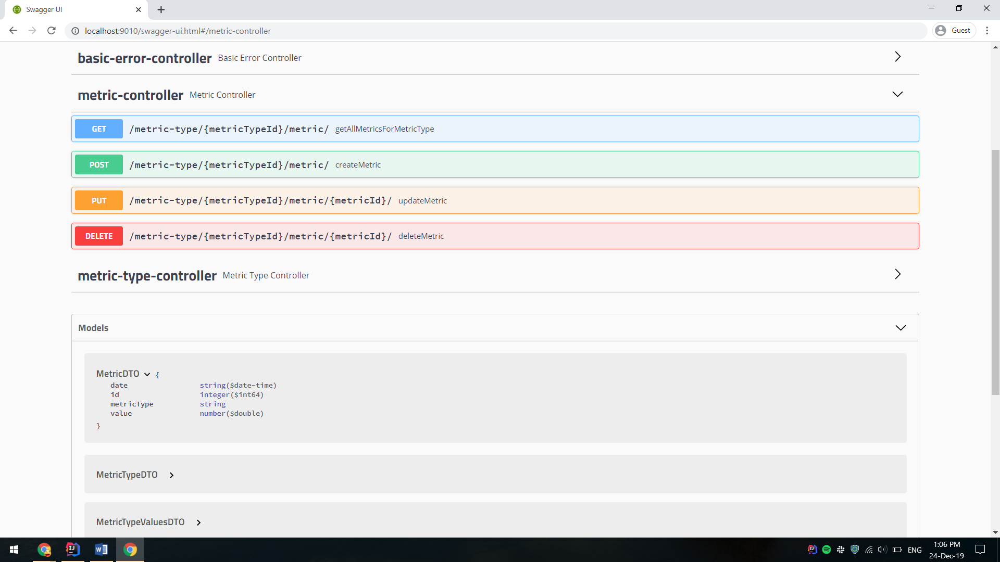 Swagger UI
localhost:9010/swagger-ui.html#/metric-controller
Guest
basic-error-controller Basic Error Controller
metric-controller Metric Controller
GET /metric-type/{metricTypeId}/metric/ getAllMetricsForMetricType
POST /metric-type/{metricTypeId}/metric/ createMetric
PUT /metric-type/{metricTypeId}/metric/{metricId}/ updateMetric
DELETE /metric-type/{metricTypeId}/metric/{metricId}/ deleteMetric
metric-type-controller Metric Type Controller
Models
MetricDTO {
date string($date-time)
id integer($int64)
metricType string
value number($double)
}
MetricTypeDTO
MetricTypeValuesDTO
ENG
1:06 PM
24-Dec-19